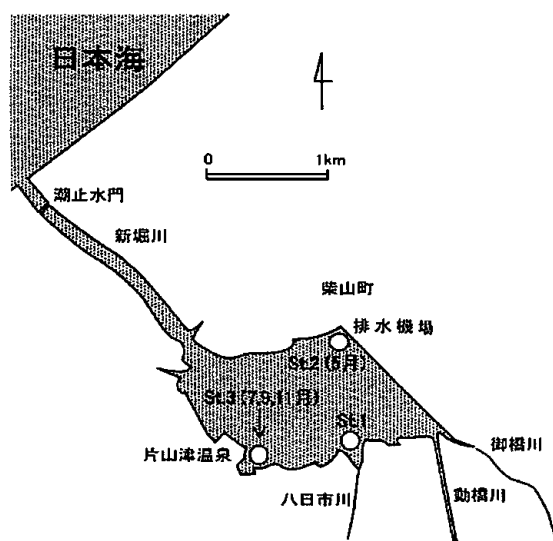 日本海
0 1km
潮止水門
新堀川
柴山町
排水機場
St.2 (5月)
St.3 (7,9,11月)
St.1
片山津温泉
御橋川
八日市川
動橋川